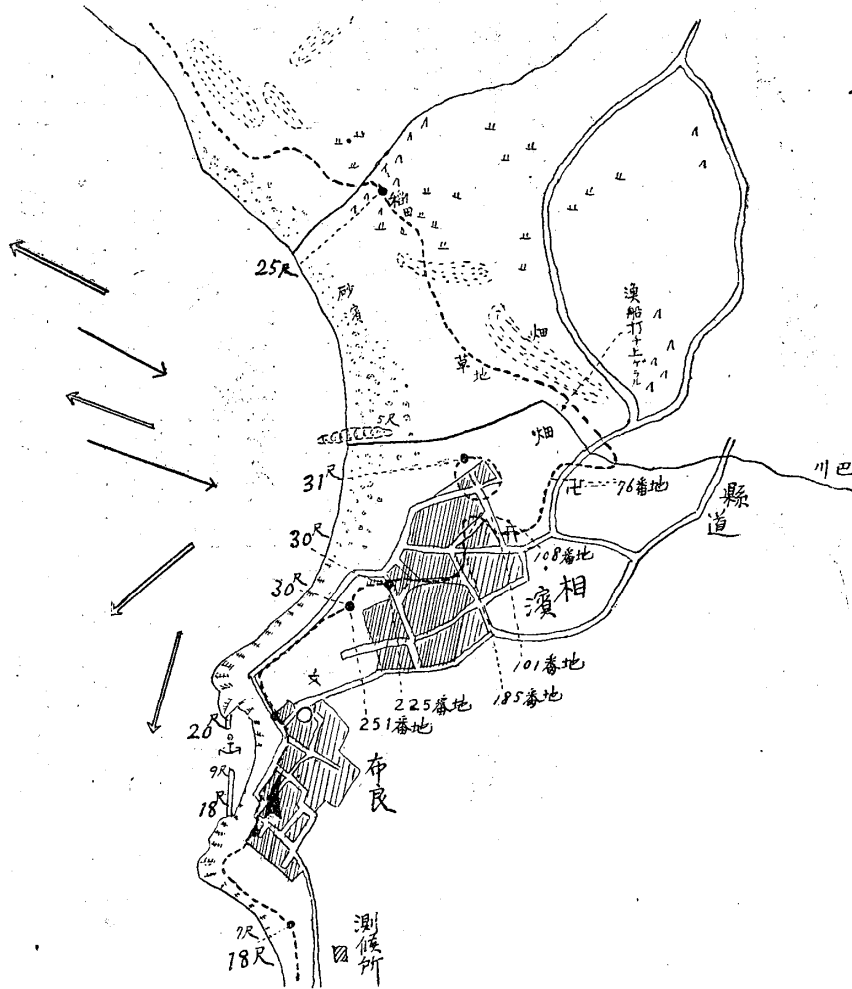 稲田
25尺
砂濱
漁船打チ上ゲラル
畑
草地
5尺
畑
巴川
31尺
卍
76番地
縣道
30尺
108番地
30尺
相濱
101番地
185番地
225番地
251番地
文
20尺
布良
9尺
18尺
7尺
18尺
測候所